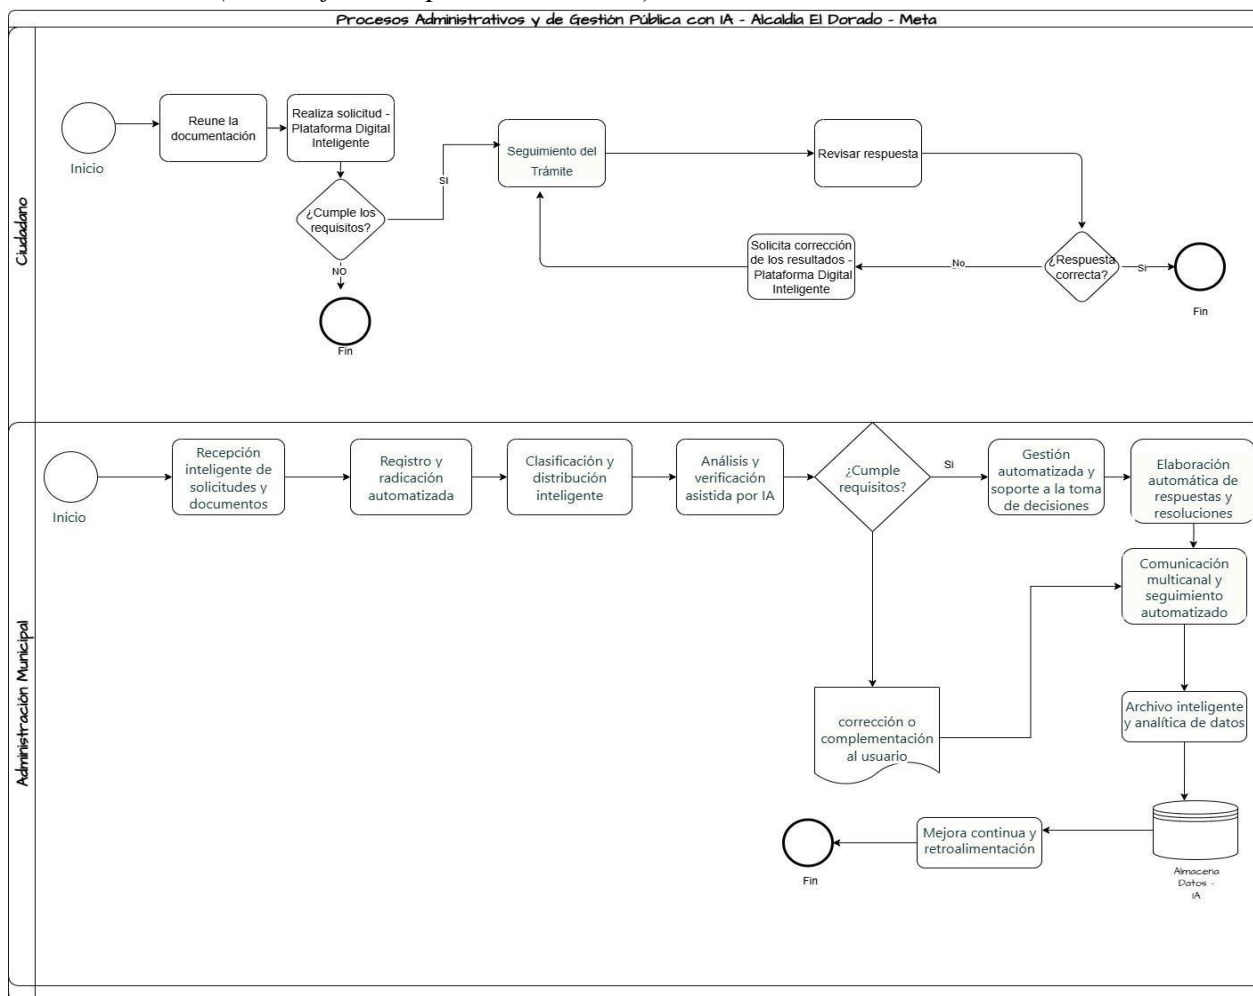 Procesos Administrativos y de Gestión Pública con IA - Alcaldía El Dorado - Meta
Ciudadano
Inicio
Reune la
documentación
Realiza solicitud -
Plataforma Digital
Inteligente
¿Cumple los
requisitos?
SI
NO
Fin
Seguimiento del
Trámite
Revisar respuesta
Solicita corrección
de los resultados -
Plataforma Digital
Inteligente
No
¿Respuesta
correcta?
Si
Fin
Administración Municipal
Inicio
Recepción
inteligente de
solicitudes y
documentos
Registro y
radicación
automatizada
Clasificación y
distribución
inteligente
Análisis y
verificación
asistida por IA
¿Cumple
requisitos?
Si
Gestión
automatizada y
soporte a la toma
de decisiones
Elaboración
automática de
respuestas y
resoluciones
Comunicación
multicanal y
seguimiento
automatizado
corrección o
complementación
al usuario
Archivo inteligente
y analítica de datos
Almacena
Datos -
IA
Mejora continua y
retroalimentación
Fin